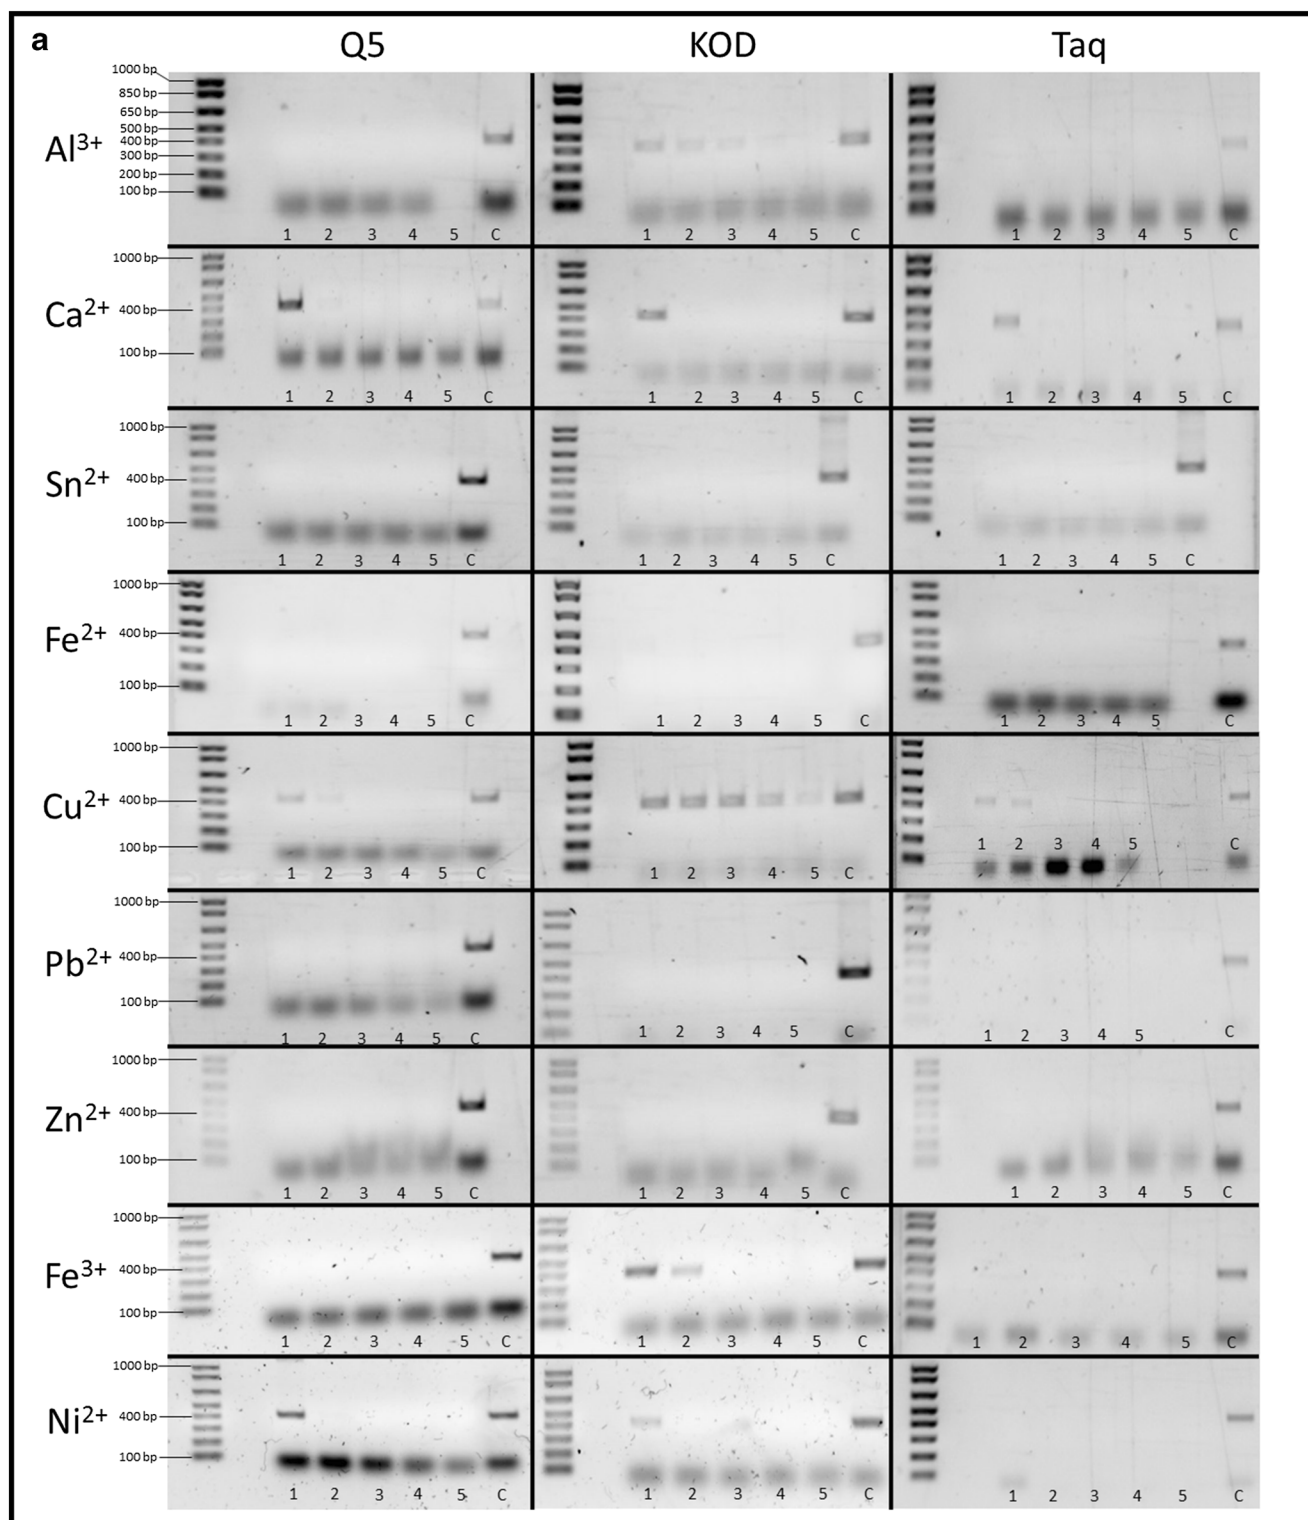 a
Q5 KOD Taq
Al3+
1000 bp
850 bp
650 bp
500 bp
400 bp
300 bp
200 bp
100 bp
1 2 3 4 5 C 1 2 3 4 5 C 1 2 3 4 5 C
Ca2+
1000 bp
400 bp
100 bp
1 2 3 4 5 C 1 2 3 4 5 C 1 2 3 4 5 C
Sn2+
1000 bp
400 bp
100 bp
1 2 3 4 5 C 1 2 3 4 5 C 1 2 3 4 5 C
Fe2+
1000 bp
400 bp
100 bp
1 2 3 4 5 C 1 2 3 4 5 C 1 2 3 4 5 C
Cu2+
1000 bp
400 bp
100 bp
1 2 3 4 5 C 1 2 3 4 5 C 1 2 3 4 5 C
Pb2+
1000 bp
400 bp
100 bp
1 2 3 4 5 C 1 2 3 4 5 C 1 2 3 4 5 C
Zn2+
1000 bp
400 bp
100 bp
1 2 3 4 5 C 1 2 3 4 5 C 1 2 3 4 5 C
Fe3+
1000 bp
400 bp
100 bp
1 2 3 4 5 C 1 2 3 4 5 C 1 2 3 4 5 C
Ni2+
1000 bp
400 bp
100 bp
1 2 3 4 5 C 1 2 3 4 5 C 1 2 3 4 5 C